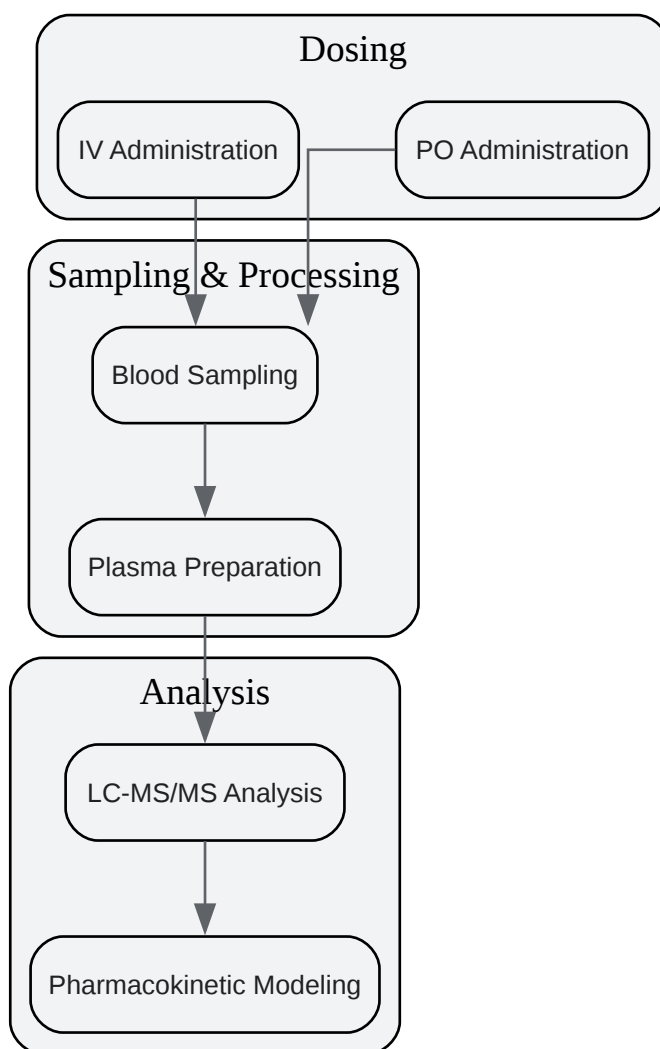 Dosing
IV Administration
PO Administration
Sampling & Processing
Blood Sampling
Plasma Preparation
Analysis
LC-MS/MS Analysis
Pharmacokinetic Modeling